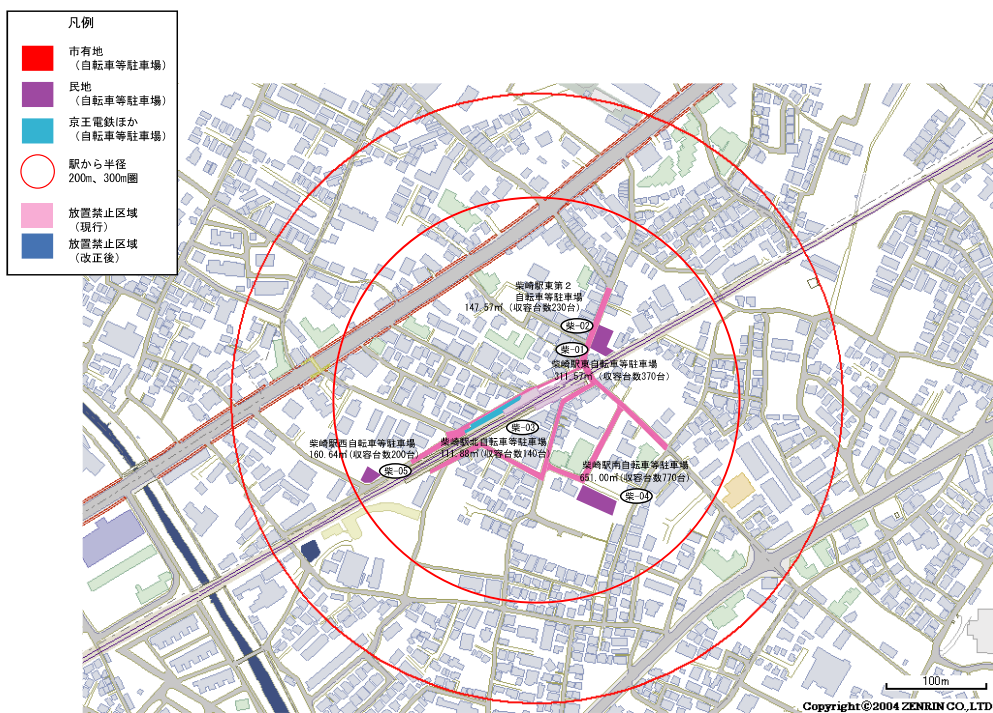 凡例
市有地
（自転車等駐車場）
民地
（自転車等駐車場）
京王電鉄ほか
（自転車等駐車場）
駅から半径
200m、300m圏
放置禁止区域
（現行）
放置禁止区域
（改正後）
柴崎駅東第２
自転車等駐車場
147.57㎡（収容台数230台）
柴-02
柴-01
柴崎駅東自転車等駐車場
311.57㎡（収容台数370台）
柴-03
柴崎駅北自転車等駐車場
111.88㎡（収容台数140台）
柴崎駅西自転車等駐車場
160.64㎡（収容台数200台）
柴-05
柴崎駅南自転車等駐車場
651.00㎡（収容台数770台）
柴-04
100m
Copyright©2004 ZENRIN CO.,LTD